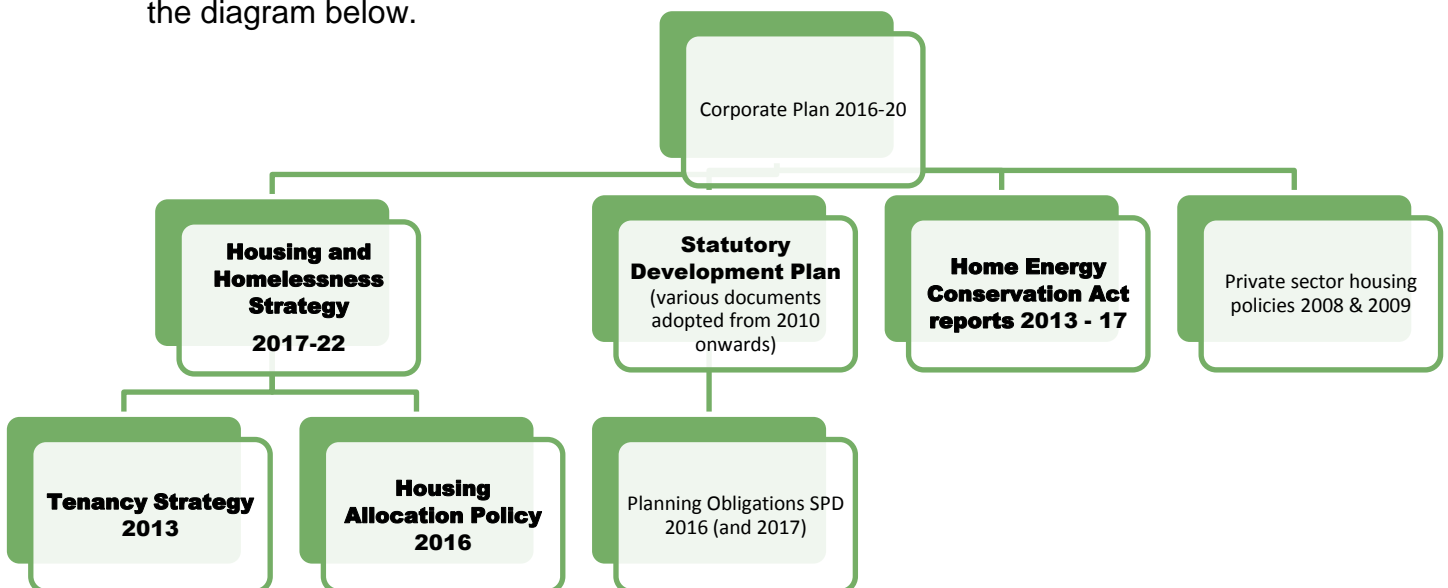 the diagram below.
Corporate Plan 2016-20
Housing and
Homelessness
Strategy
2017-22
Statutory
Development Plan
(various documents
adopted from 2010
onwards)
Home Energy
Conservation Act
reports 2013 - 17
Private sector housing
policies 2008 & 2009
Tenancy Strategy
2013
Housing
Allocation Policy
2016
Planning Obligations SPD
2016 (and 2017)